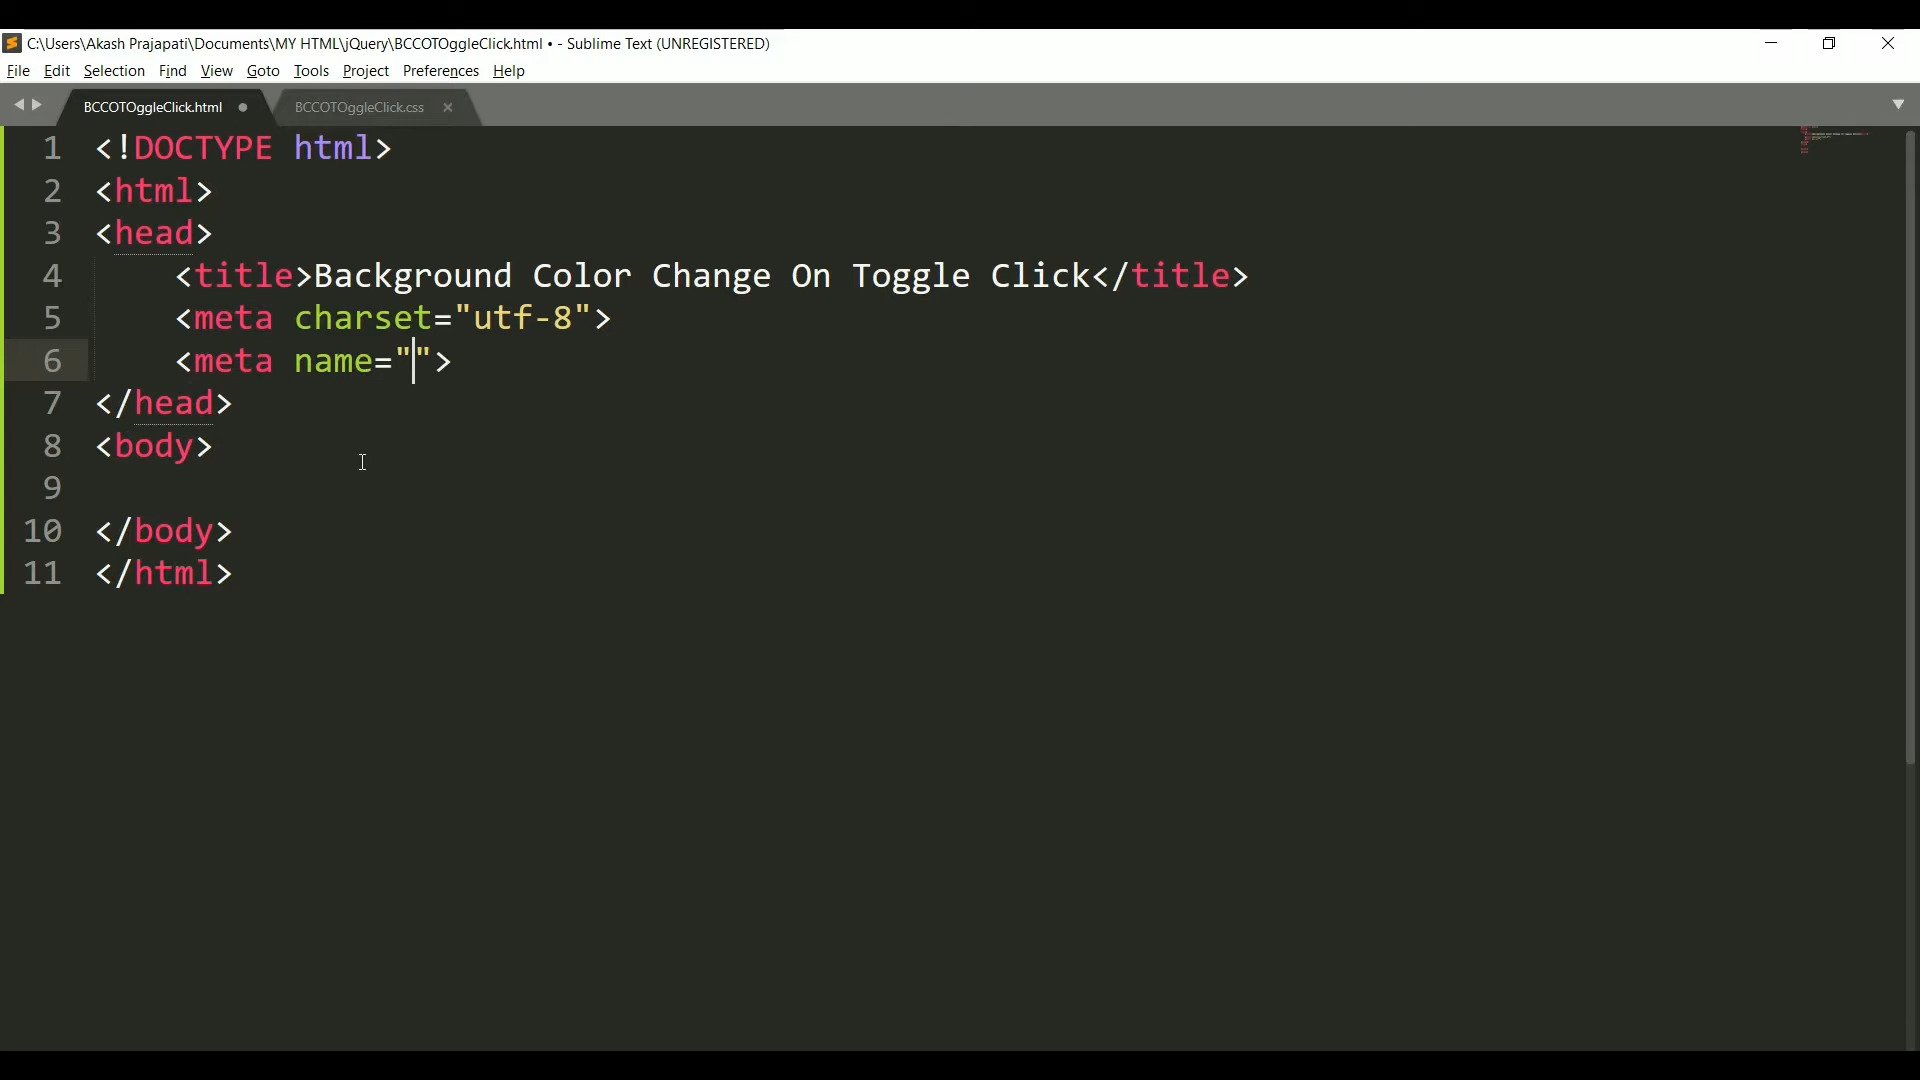 C:\Users\Akash Prajapati\Documents\MY HTML\jQuery\BCCOTOggleClick.html • - Sublime Text (UNREGISTERED)
File Edit Selection Find View Goto Tools Project Preferences Help
BCCOTOggleClick.html BCCOTOggleClick.css
1 <!DOCTYPE html>
2 <html>
3 <head>
4 <title>Background Color Change On Toggle Click</title>
5 <meta charset="utf-8">
6 <meta name="">
7 </head>
8 <body>
9
10 </body>
11 </html>